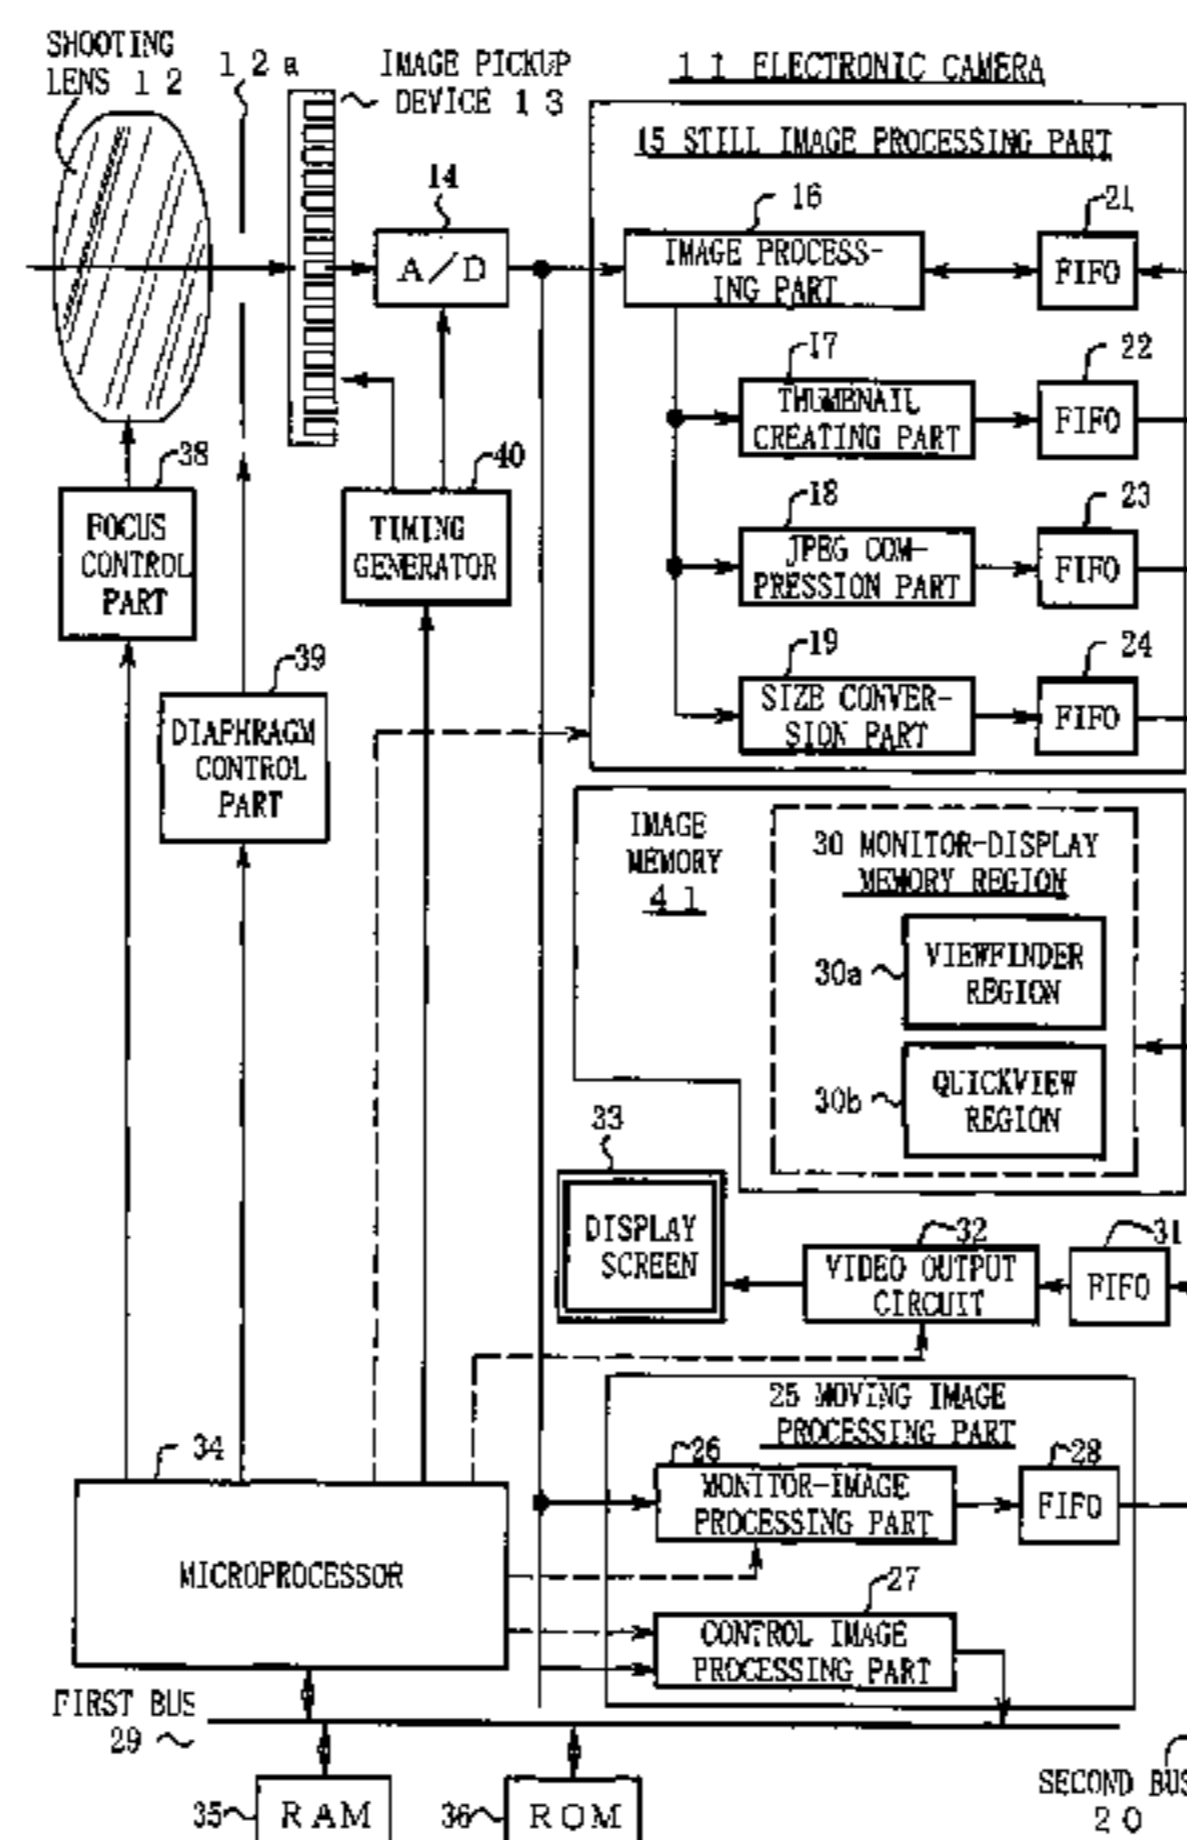 SHOOTING
LENS 12
12a
IMAGE PICKUP
DEVICE 13
11 ELECTRONIC CAMERA
15 STILL IMAGE PROCESSING PART
14
A/D
16
IMAGE PROCESS-
ING PART
21
FIFO
17
THUMBNAIL
CREATING PART
22
FIFO
18
JPEG COM-
PRESSION PART
23
FIFO
19
SIZE CONVER-
SION PART
24
FIFO
38
FOCUS
CONTROL
PART
40
TIMING
GENERATOR
39
DIAPHRAGM
CONTROL
PART
IMAGE
MEMORY
41
30 MONITOR-DISPLAY
MEMORY REGION
30a
VIEWFINDER
REGION
30b
QUICKVIEW
REGION
33
DISPLAY
SCREEN
32
VIDEO OUTPUT
CIRCUIT
31
FIFO
25 MOVING IMAGE
PROCESSING PART
34
MICROPROCESSOR
26
MONITOR-IMAGE
PROCESSING PART
28
FIFO
27
CONTROL IMAGE
PROCESSING PART
FIRST BUS
29
35
RAM
36
ROM
SECOND BUS
20